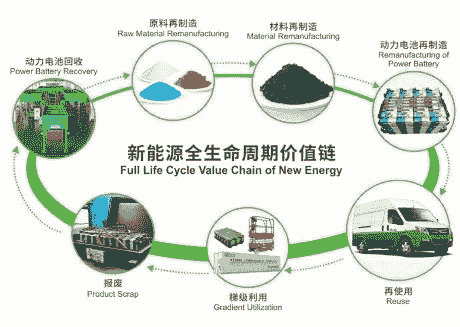 原料再制造
Raw Material Remanufacturing
材料再制造
Material Remanufacturing
动力电池回收
Power Battery Recovery
动力电池再制造
Remanufacturing of
Power Battery
新能源全生命周期价值链
Full Life Cycle Value Chain of New Energy
报废
Product Scrap
梯级利用
Gradient Utilization
再使用
Reuse